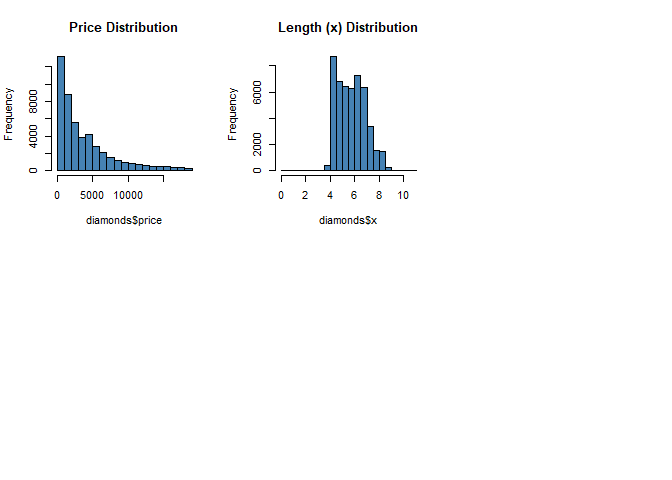 Price Distribution
Frequency
0 4000 8000
0 5000 10000
diamonds$price
Length (x) Distribution
Frequency
0 2000 6000
0 2 4 6 8 10
diamonds$x